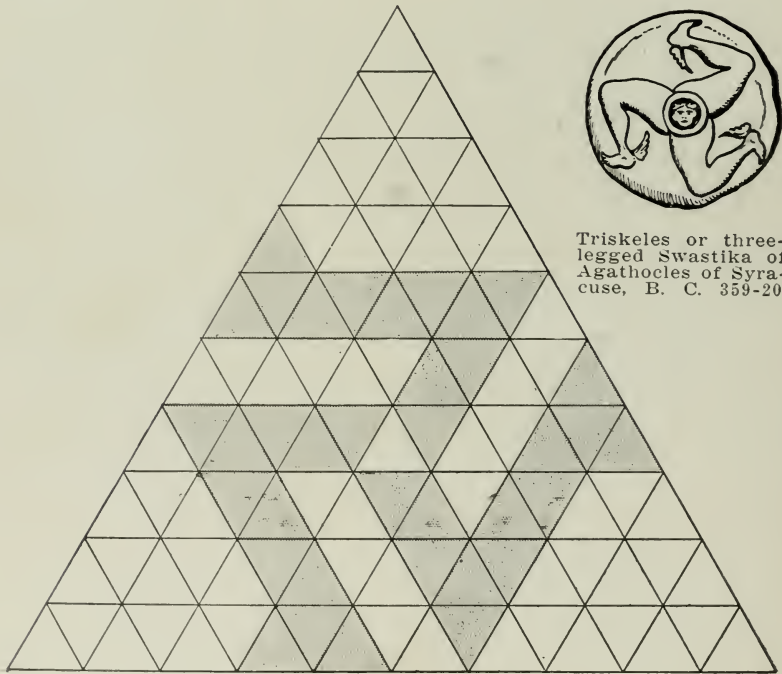 Triskeles or three-
legged Swastika of
Agathocles of Syra-
cuse, B. C. 359-20